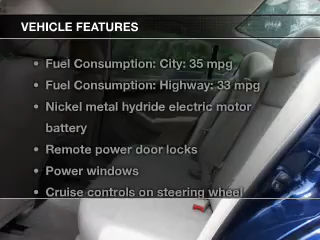 VEHICLE FEATURES
• Fuel Consumption: City: 35 mpg
• Fuel Consumption: Highway: 33 mpg
• Nickel metal hydride electric motor
battery
• Remote power door locks
• Power windows
• Cruise controls on steering wheel